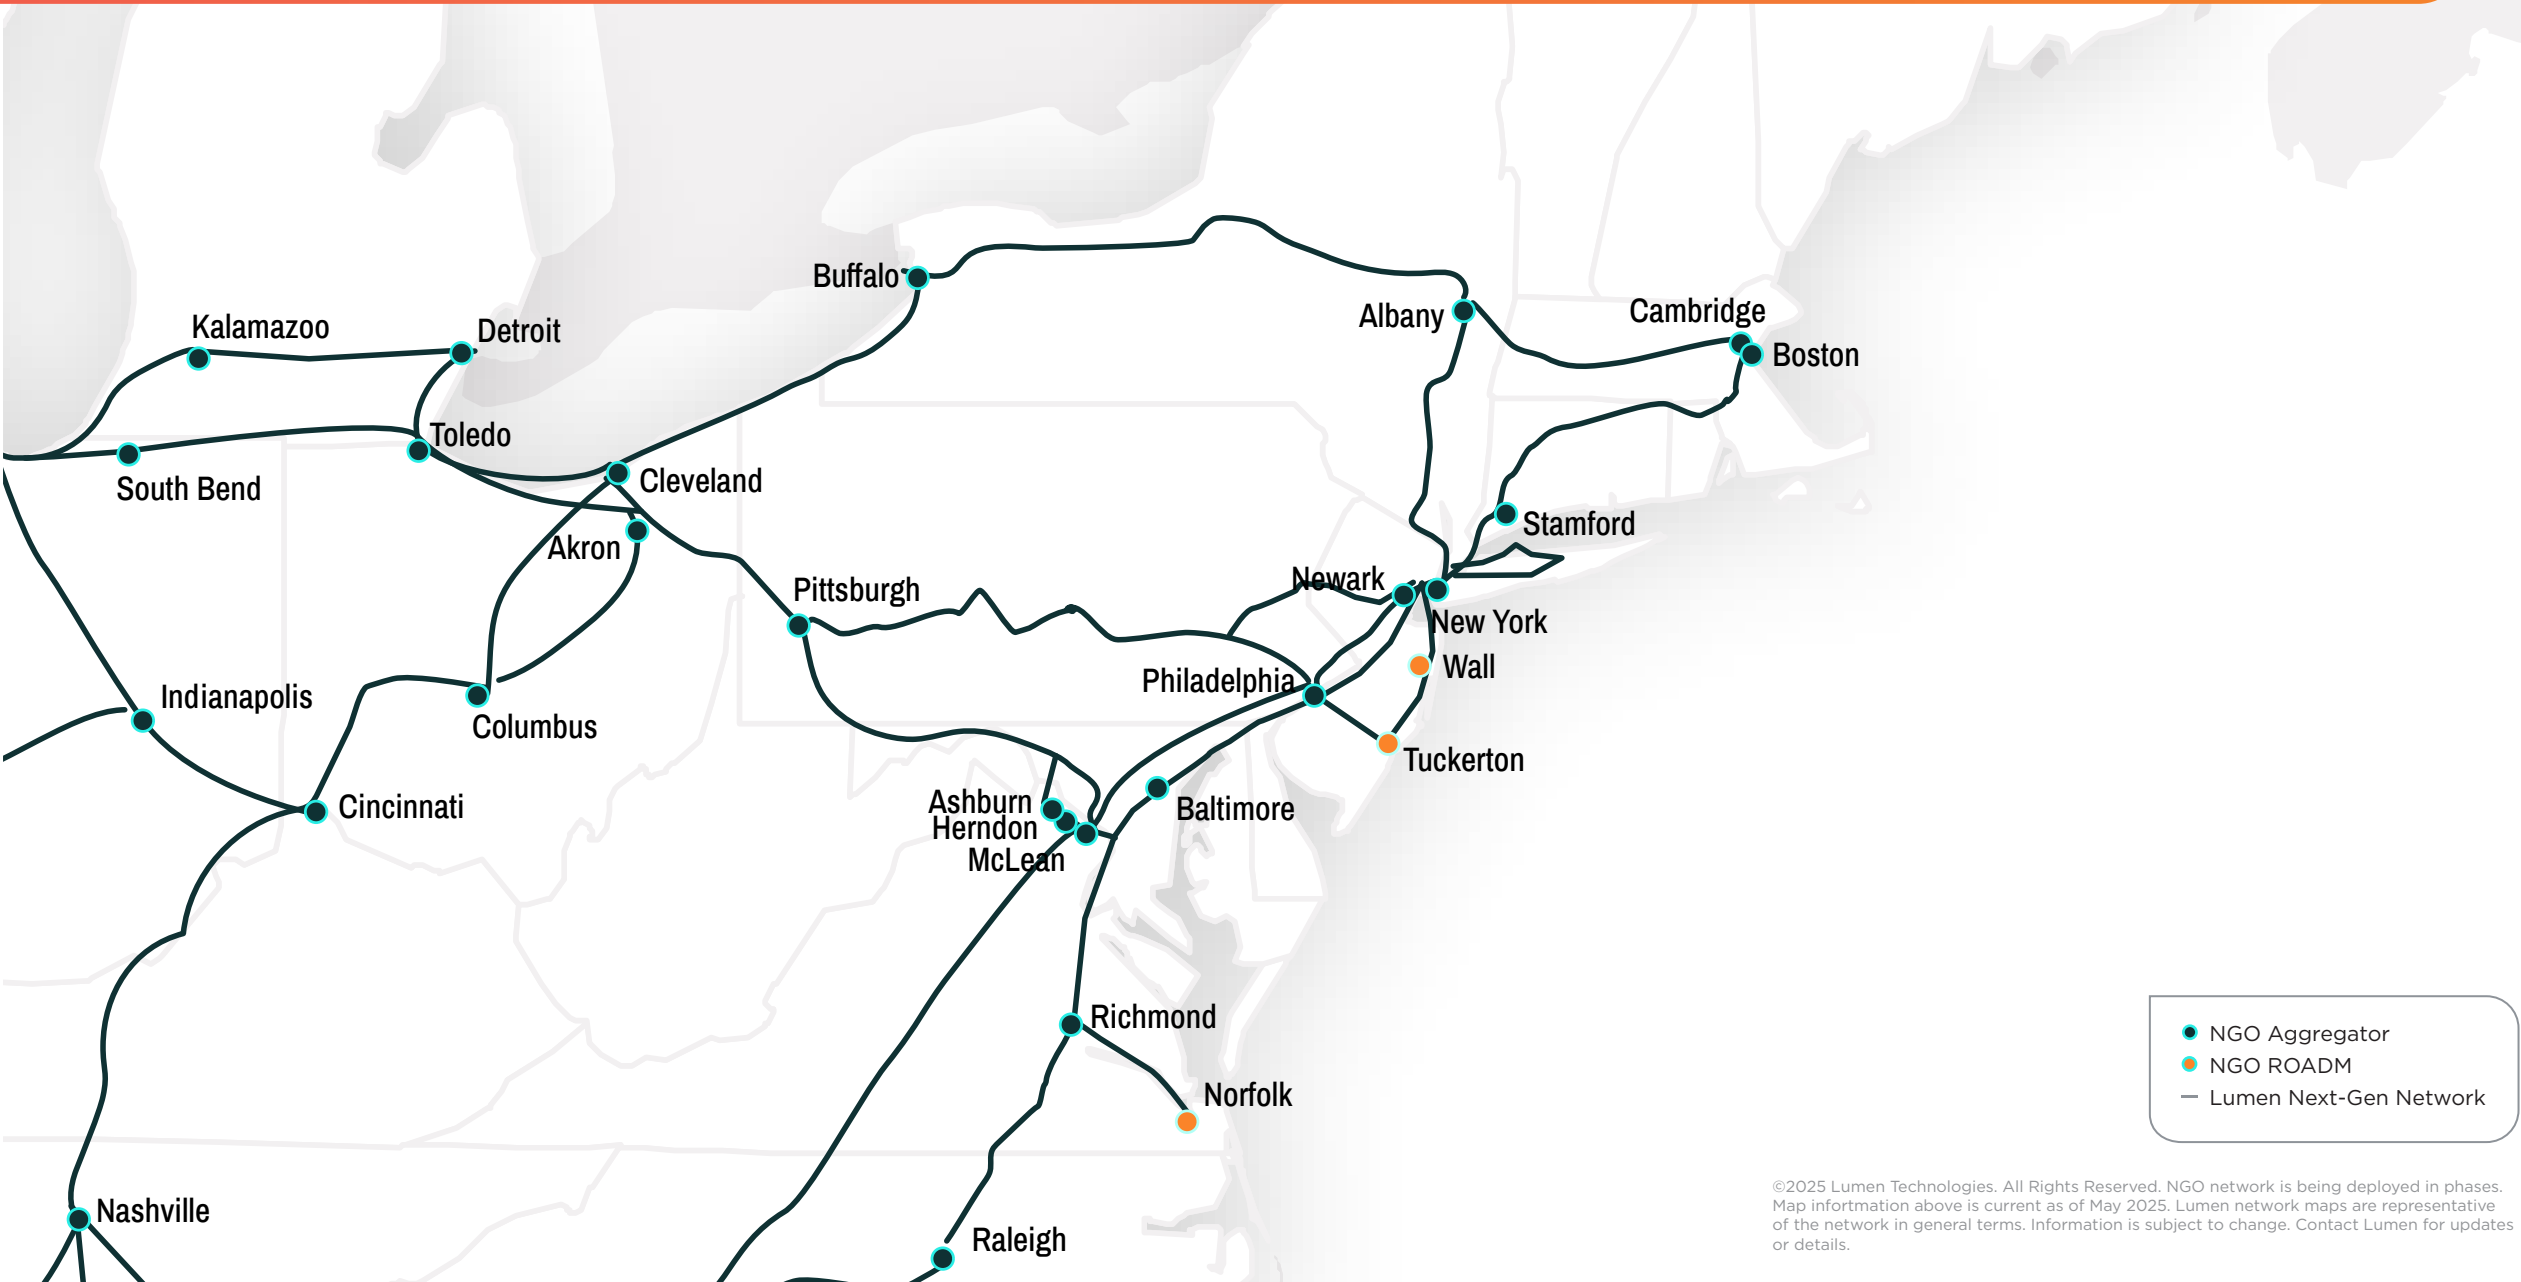 Buffalo
Albany
Cambridge
Boston
Kalamazoo
Detroit
Toledo
South Bend
Cleveland
Akron
Stamford
Newark
New York
Pittsburgh
Wall
Philadelphia
Indianapolis
Columbus
Tuckerton
Cincinnati
Ashburn
Herndon
McLean
Baltimore
Richmond
Norfolk
Nashville
Raleigh
NGO Aggregator
NGO ROADM
Lumen Next-Gen Network
©2025 Lumen Technologies. All Rights Reserved. NGO network is being deployed in phases.
Map infortmation above is current as of May 2025. Lumen network maps are representative
of the network in general terms. Information is subject to change. Contact Lumen for updates
or details.